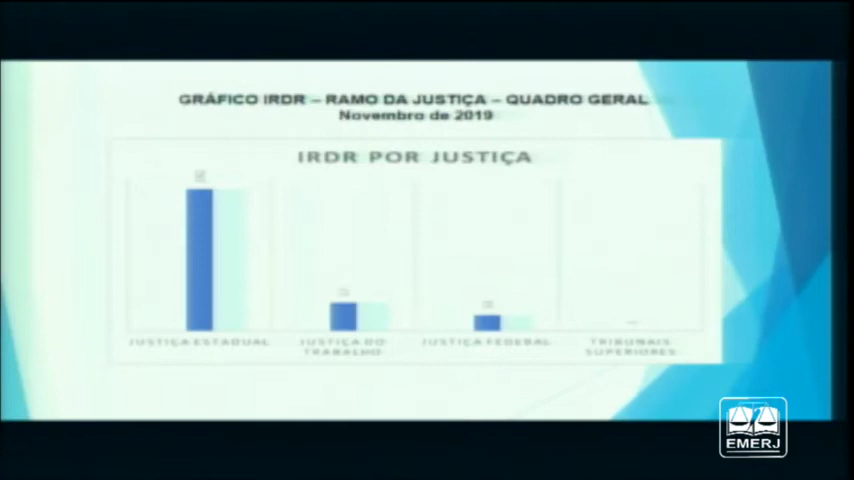 GRÁFICO IRDR – RAMO DA JUSTIÇA – QUADRO GERAL
Novembro de 2019
IRDR POR JUSTIÇA
JUSTIÇA ESTADUAL
JUSTIÇA DO
TRABALHO
JUSTIÇA FEDERAL
TRIBUNAIS
SUPERIORES
EMERJ